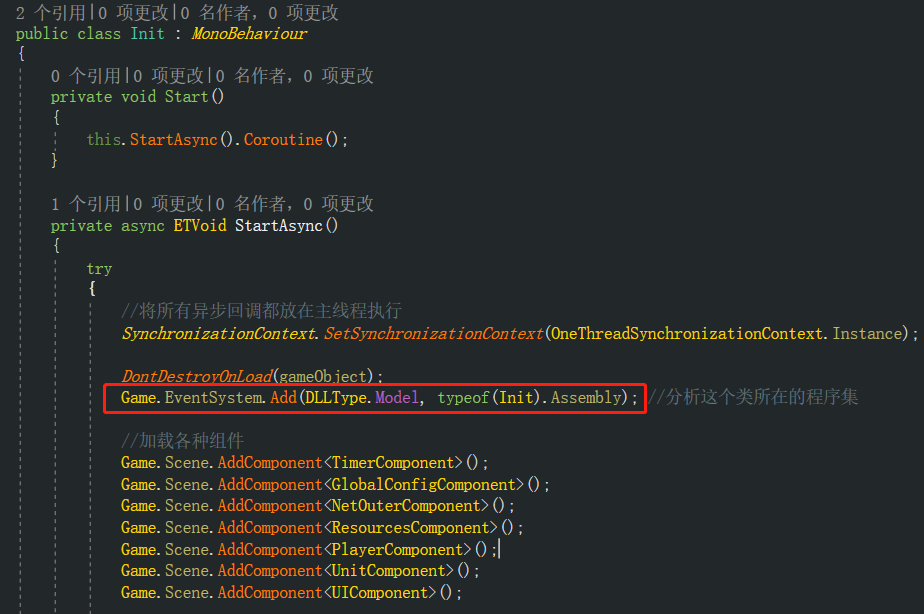 2 个引用|0 项更改|0 名作者，0 项更改
public class Init : MonoBehaviour
{
0 个引用|0 项更改|0 名作者，0 项更改
private void Start()
{
this.StartAsync().Coroutine();
}
1 个引用|0 项更改|0 名作者，0 项更改
private async ETVoid StartAsync()
{
try
{
//将所有异步回调都放在主线程执行
SynchronizationContext.SetSynchronizationContext(OneThreadSynchronizationContext.Instance);
DontDestroyOnLoad(gameObject);
Game.EventSystem.Add(DLLType.Model, typeof(Init).Assembly); //分析这个类所在的程序集
//加载各种组件
Game.Scene.AddComponent<TimerComponent>();
Game.Scene.AddComponent<GlobalConfigComponent>();
Game.Scene.AddComponent<NetOuterComponent>();
Game.Scene.AddComponent<ResourcesComponent>();
Game.Scene.AddComponent<PlayerComponent>();
Game.Scene.AddComponent<UnitComponent>();
Game.Scene.AddComponent<UIComponent>();